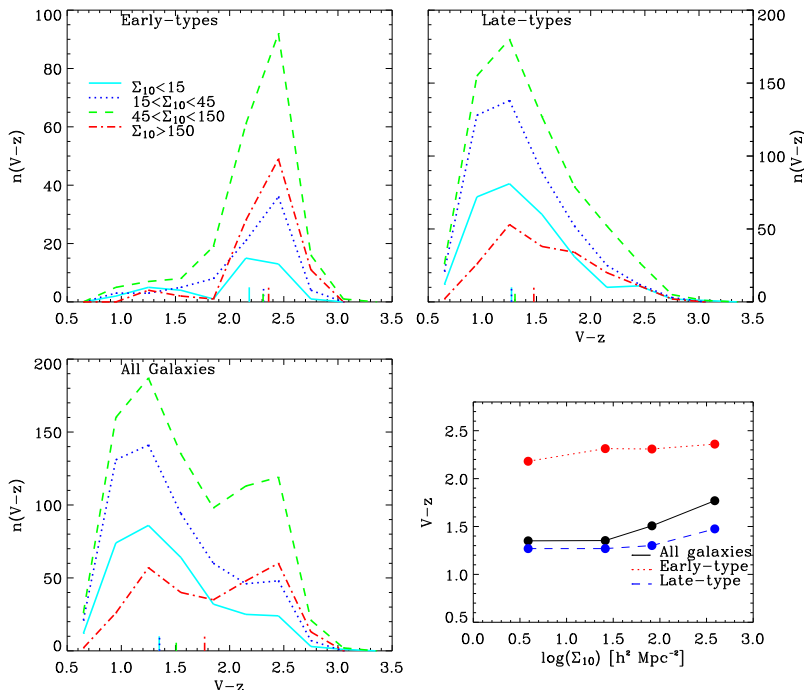 Early-types
Late-types
Σ₁₀<15
15<Σ₁₀<45
45<Σ₁₀<150
Σ₁₀>150
n(V−z)
100
80
60
40
20
0
0.5 1.0 1.5 2.0 2.5 3.0 3.5
200
150
100
50
0
n(V−z)
0.5 1.0 1.5 2.0 2.5 3.0 3.5
V−z
All Galaxies
n(V−z)
200
150
100
50
0
0.5 1.0 1.5 2.0 2.5 3.0 3.5
V−z
V−z
2.5
2.0
1.5
1.0
0.5
All galaxies
Early-type
Late-type
0.0 0.5 1.0 1.5 2.0 2.5 3.0
log(Σ₁₀) [h² Mpc⁻²]